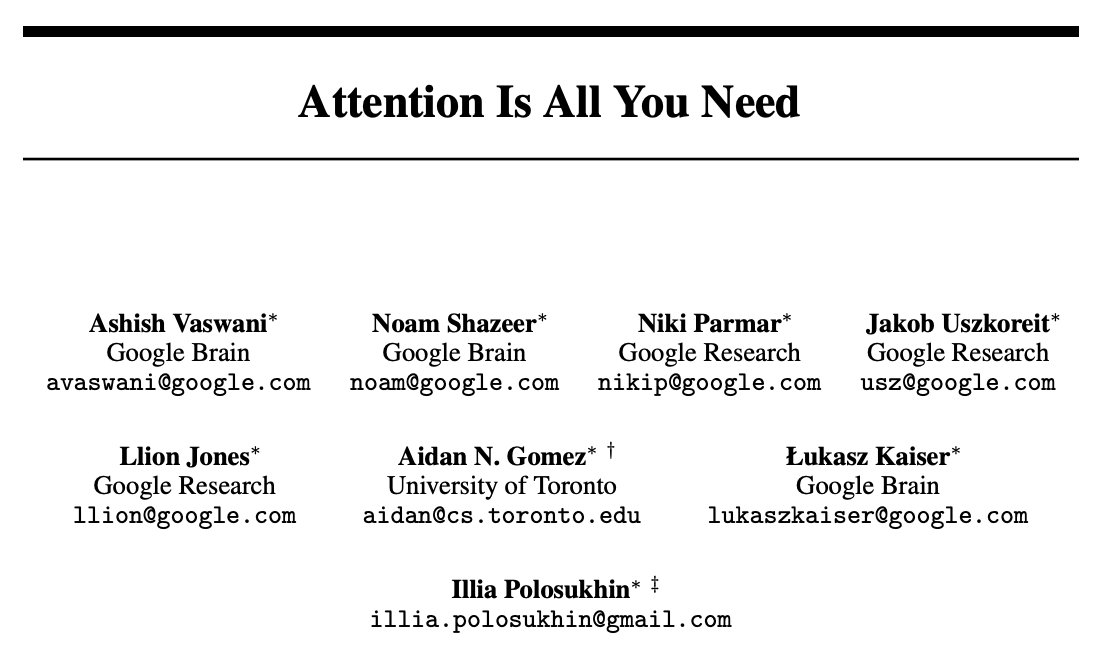 Attention Is All You Need
Ashish Vaswani* Noam Shazeer* Niki Parmar* Jakob Uszkoreit*
Google Brain Google Brain Google Research Google Research
avaswani@google.com noam@google.com nikip@google.com usz@google.com
Llion Jones* Aidan N. Gomez* † Łukasz Kaiser*
Google Research University of Toronto Google Brain
llion@google.com aidan@cs.toronto.edu lukaszkaiser@google.com
Illia Polosukhin* ‡
illia.polosukhin@gmail.com